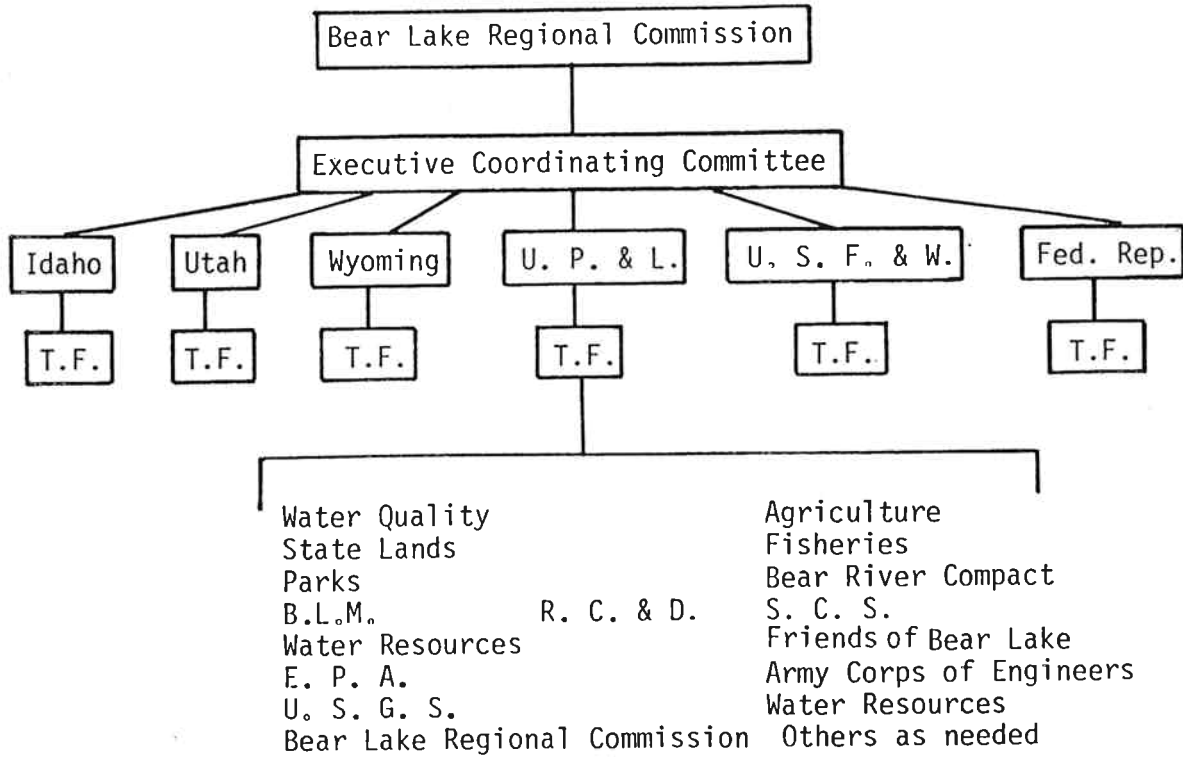 Bear Lake Regional Commission
Executive Coordinating Committee
Idaho Utah Wyoming U. P. & L. U. S. F. & W. Fed. Rep.
T.F. T.F. T.F. T.F. T.F. T.F.
Water Quality Agriculture
State Lands Fisheries
Parks Bear River Compact
B.L.M. R. C. & D. S. C. S.
Water Resources Friends of Bear Lake
E. P. A. Army Corps of Engineers
U. S. G. S. Water Resources
Bear Lake Regional Commission Others as needed